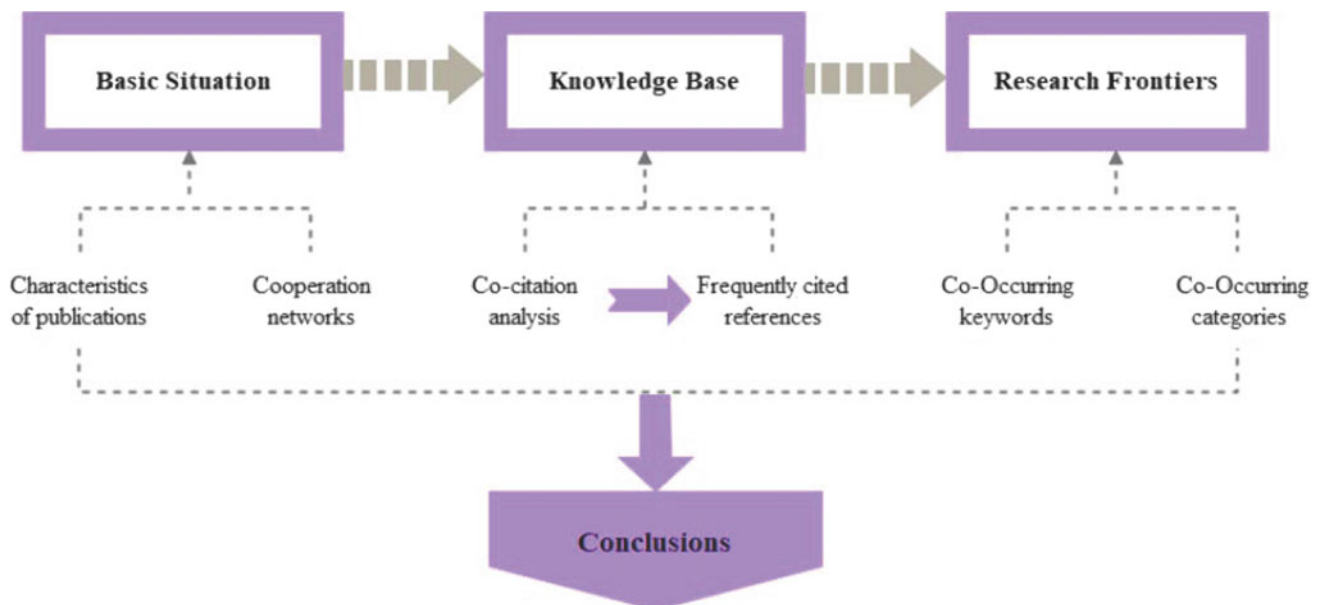 Basic Situation
Knowledge Base
Research Frontiers
Characteristics
of publications
Cooperation
networks
Co-citation
analysis
Frequently cited
references
Co-Occurring
keywords
Co-Occurring
categories
Conclusions